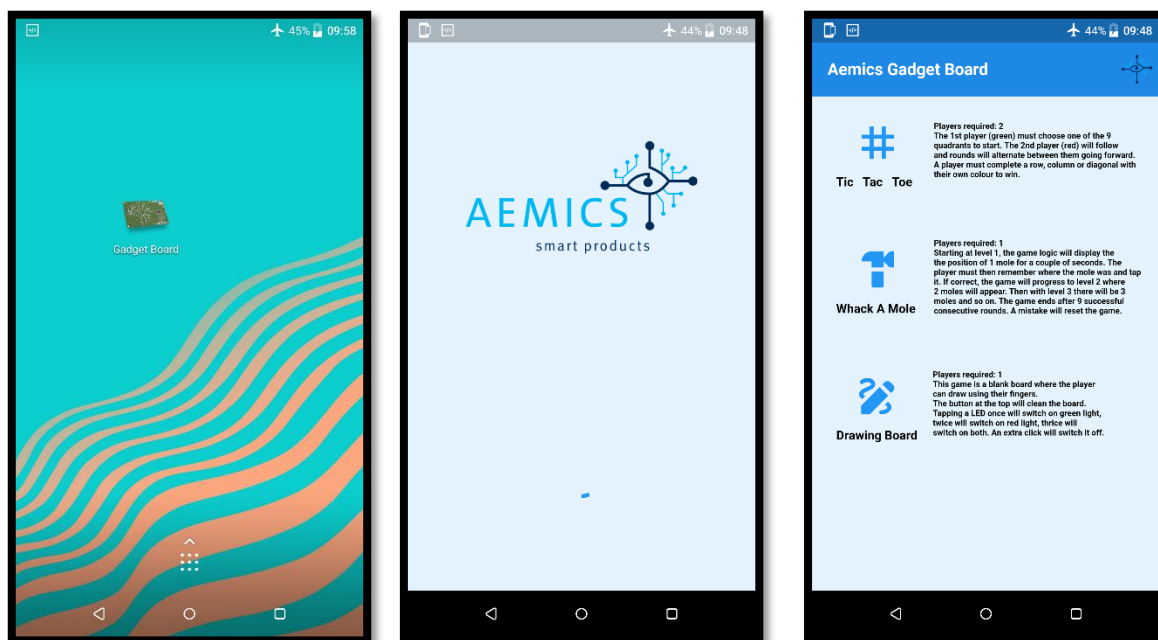 45% 09:58
Gadget Board
44% 09:48
AEMICS
smart products
44% 09:48
Aemics Gadget Board
Tic Tac Toe
Players required: 2
The 1st player (green) must choose one of the 9
quadrants to start. The 2nd player (red) will follow
and rounds will alternate between them going forward.
A player must complete a row, column or diagonal with
their own colour to win.
Whack A Mole
Players required: 1
Starting at level 1, the game logic will display the
the position of 1 mole for a couple of seconds. The
player must then remember where the mole was and tap
it. If correct, the game will progress to level 2 where
2 moles will appear. Then with level 3 there will be 3
moles and so on. The game ends after 9 successful
consecutive rounds. A mistake will reset the game.
Drawing Board
Players required: 1
This game is a blank board where the player
can draw using their fingers.
The button at the top will clean the board.
Tapping a LED once will switch on green light,
twice will switch on red light, thrice will
switch on both. An extra click will switch it off.